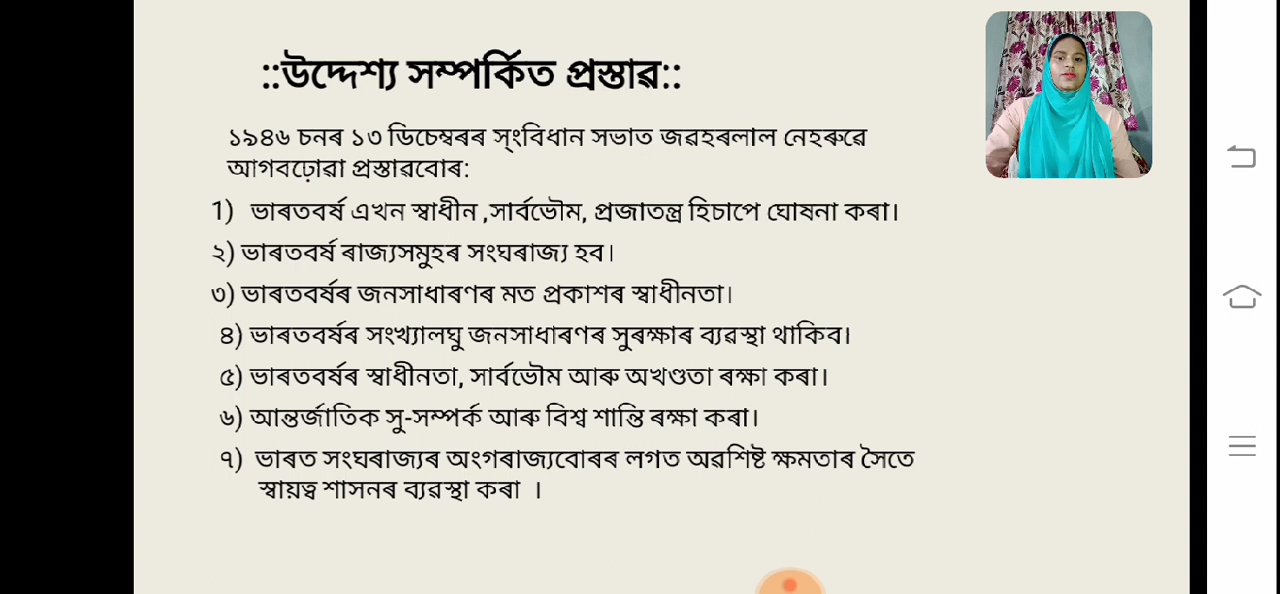 ::উদ্দেশ্য সম্পৰ্কিত প্ৰস্তাৱ::
১৯৪৬ চনৰ ১৩ ডিচেম্বৰৰ স্ংবিধান সভাত জৱহৰলাল নেহৰুৱে
আগবঢ়োৱা প্ৰস্তাৱবোৰ:
1) ভাৰতবৰ্ষ এখন স্বাধীন ,সাৰ্বভৌম, প্ৰজাতন্ত্ৰ হিচাপে ঘোষনা কৰা।
২) ভাৰতবৰ্ষ ৰাজ্যসমুহৰ সংঘৰাজ্য হব।
৩) ভাৰতবৰ্ষৰ জনসাধাৰণৰ মত প্ৰকাশৰ স্বাধীনতা।
৪) ভাৰতবৰ্ষৰ সংখ্যালঘু জনসাধাৰণৰ সুৰক্ষাৰ ব্যৱস্থা থাকিব।
৫) ভাৰতবৰ্ষৰ স্বাধীনতা, সাৰ্বভৌম আৰু অখণ্ডতা ৰক্ষা কৰা।
৬) আন্তৰ্জাতিক সু-সম্পৰ্ক আৰু বিশ্ব শান্তি ৰক্ষা কৰা।
৭) ভাৰত সংঘৰাজ্যৰ অংগৰাজ্যবোৰৰ লগত অৱশিষ্ট ক্ষমতাৰ সৈতে
স্বায়ত্ব শাসনৰ ব্যৱস্থা কৰা ।